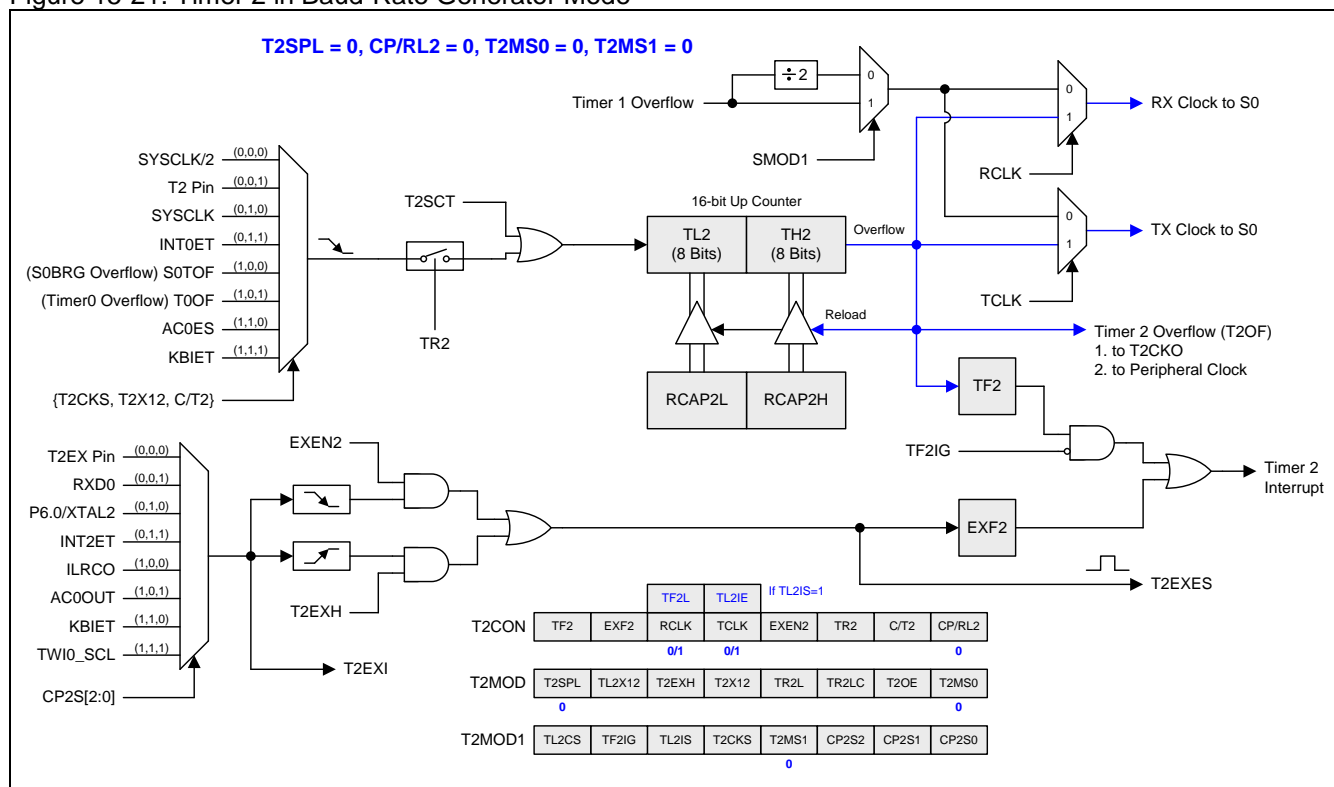 Figure 18-21. Timer 2 in Baud-Rate Generator Mode
T2SPL = 0, CP/RL2 = 0, T2MS0 = 0, T2MS1 = 0
÷ 2
0
1
Timer 1 Overflow
SMOD1
0
1
RX Clock to S0
RCLK
0
1
TX Clock to S0
TCLK
SYSCLK/2 (0,0,0)
T2 Pin (0,0,1)
SYSCLK (0,1,0)
INT0ET (0,1,1)
(S0BRG Overflow) S0TOF (1,0,0)
(Timer0 Overflow) T0OF (1,0,1)
AC0ES (1,1,0)
KBIET (1,1,1)
{T2CKS, T2X12, C/T2}
T2SCT
TR2
16-bit Up Counter
TL2
(8 Bits)
TH2
(8 Bits)
Overflow
Reload
RCAP2L
RCAP2H
Timer 2 Overflow (T2OF)
1. to T2CKO
2. to Peripheral Clock
TF2
TF2IG
Timer 2
Interrupt
EXF2
T2EXES
T2EX Pin (0,0,0)
RXD0 (0,0,1)
P6.0/XTAL2 (0,1,0)
INT2ET (0,1,1)
ILRCO (1,0,0)
AC0OUT (1,0,1)
KBIET (1,1,0)
TWI0_SCL (1,1,1)
CP2S[2:0]
EXEN2
T2EXH
T2EXI
TF2L TL2IE If TL2IS=1
T2CON TF2 EXF2 RCLK TCLK EXEN2 TR2 C/T2 CP/RL2
0/1 0/1 0
T2MOD T2SPL TL2X12 T2EXH T2X12 TR2L TR2LC T2OE T2MS0
0 0
T2MOD1 TL2CS TF2IG TL2IS T2CKS T2MS1 CP2S2 CP2S1 CP2S0
0